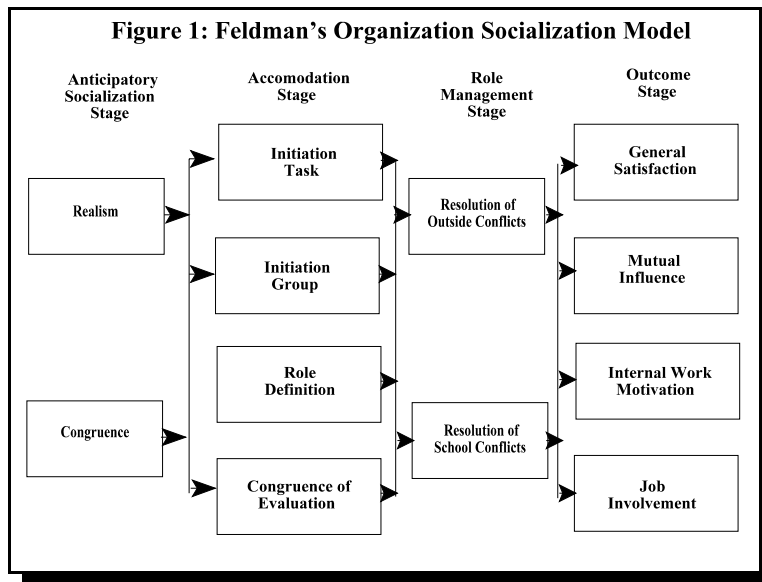 Figure 1: Feldman's Organization Socialization Model
Anticipatory
Socialization
Stage
Accomodation
Stage
Role
Management
Stage
Outcome
Stage
Realism
Congruence
Initiation
Task
Initiation
Group
Role
Definition
Congruence of
Evaluation
Resolution of
Outside Conflicts
Resolution of
School Conflicts
General
Satisfaction
Mutual
Influence
Internal Work
Motivation
Job
Involvement